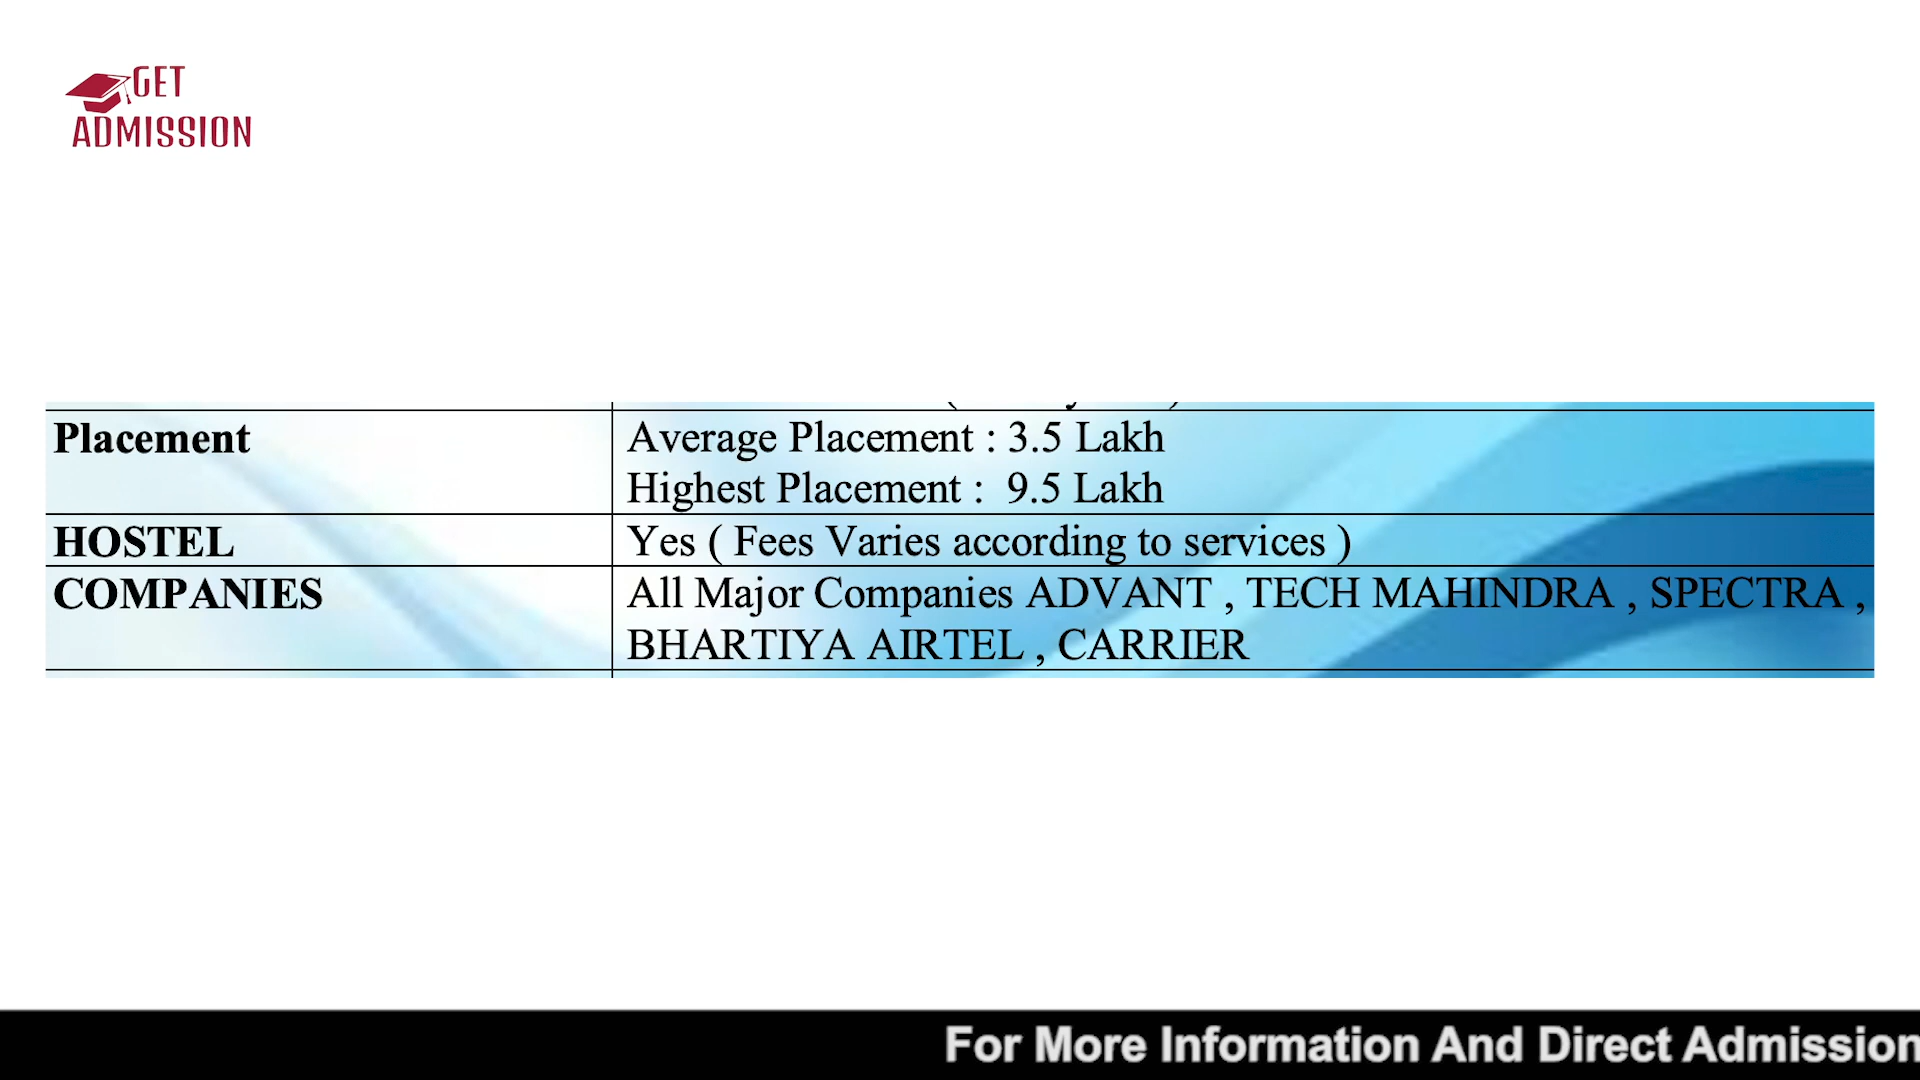 GET
ADMISSION
Placement
Average Placement : 3.5 Lakh
Highest Placement :  9.5 Lakh
HOSTEL
Yes ( Fees Varies according to services )
COMPANIES
All Major Companies ADVANT , TECH MAHINDRA , SPECTRA ,
BHARTIYA AIRTEL , CARRIER
For More Information And Direct Admission